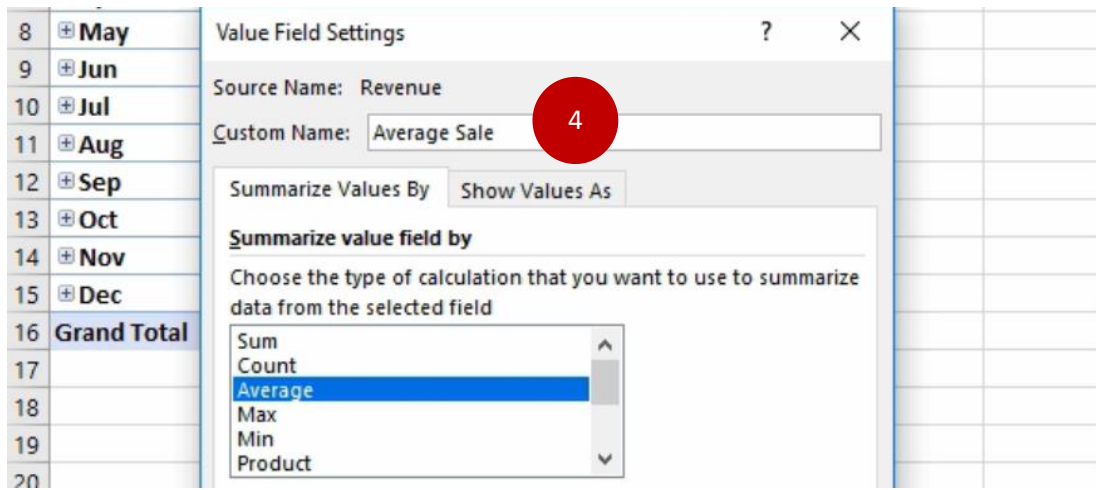 8 May
9 Jun
10 Jul
11 Aug
12 Sep
13 Oct
14 Nov
15 Dec
16 Grand Total
17
18
19
20
Value Field Settings ? ×
Source Name: Revenue
4
Custom Name: Average Sale
Summarize Values By Show Values As
Summarize value field by
Choose the type of calculation that you want to use to summarize
data from the selected field
Sum
Count
Average
Max
Min
Product